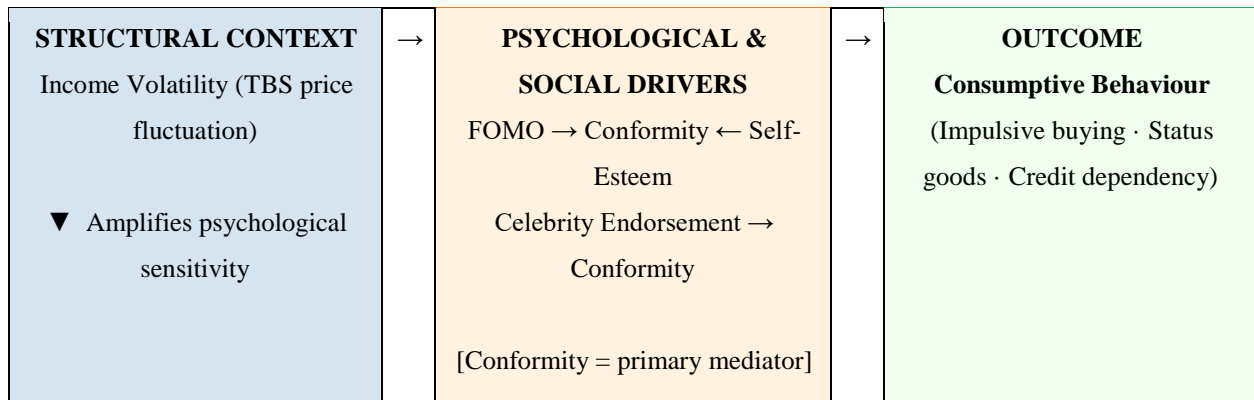 STRUCTURAL CONTEXT
Income Volatility (TBS price
fluctuation)
▼ Amplifies psychological
sensitivity
→
PSYCHOLOGICAL &
SOCIAL DRIVERS
FOMO → Conformity ← Self-
Esteem
Celebrity Endorsement →
Conformity
[Conformity = primary mediator]
→
OUTCOME
Consumptive Behaviour
(Impulsive buying · Status
goods · Credit dependency)